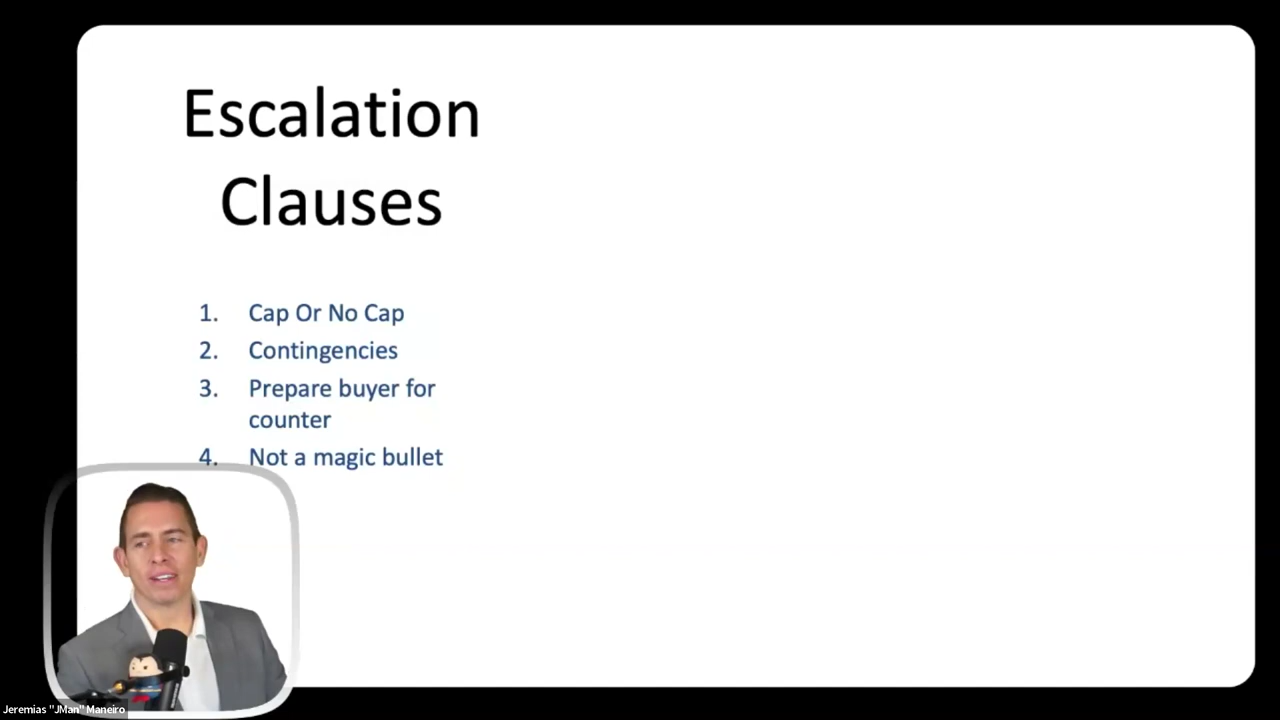 Escalation
Clauses
1. Cap Or No Cap
2. Contingencies
3. Prepare buyer for
counter
4. Not a magic bullet
Jeremias "JMan" Maneiro